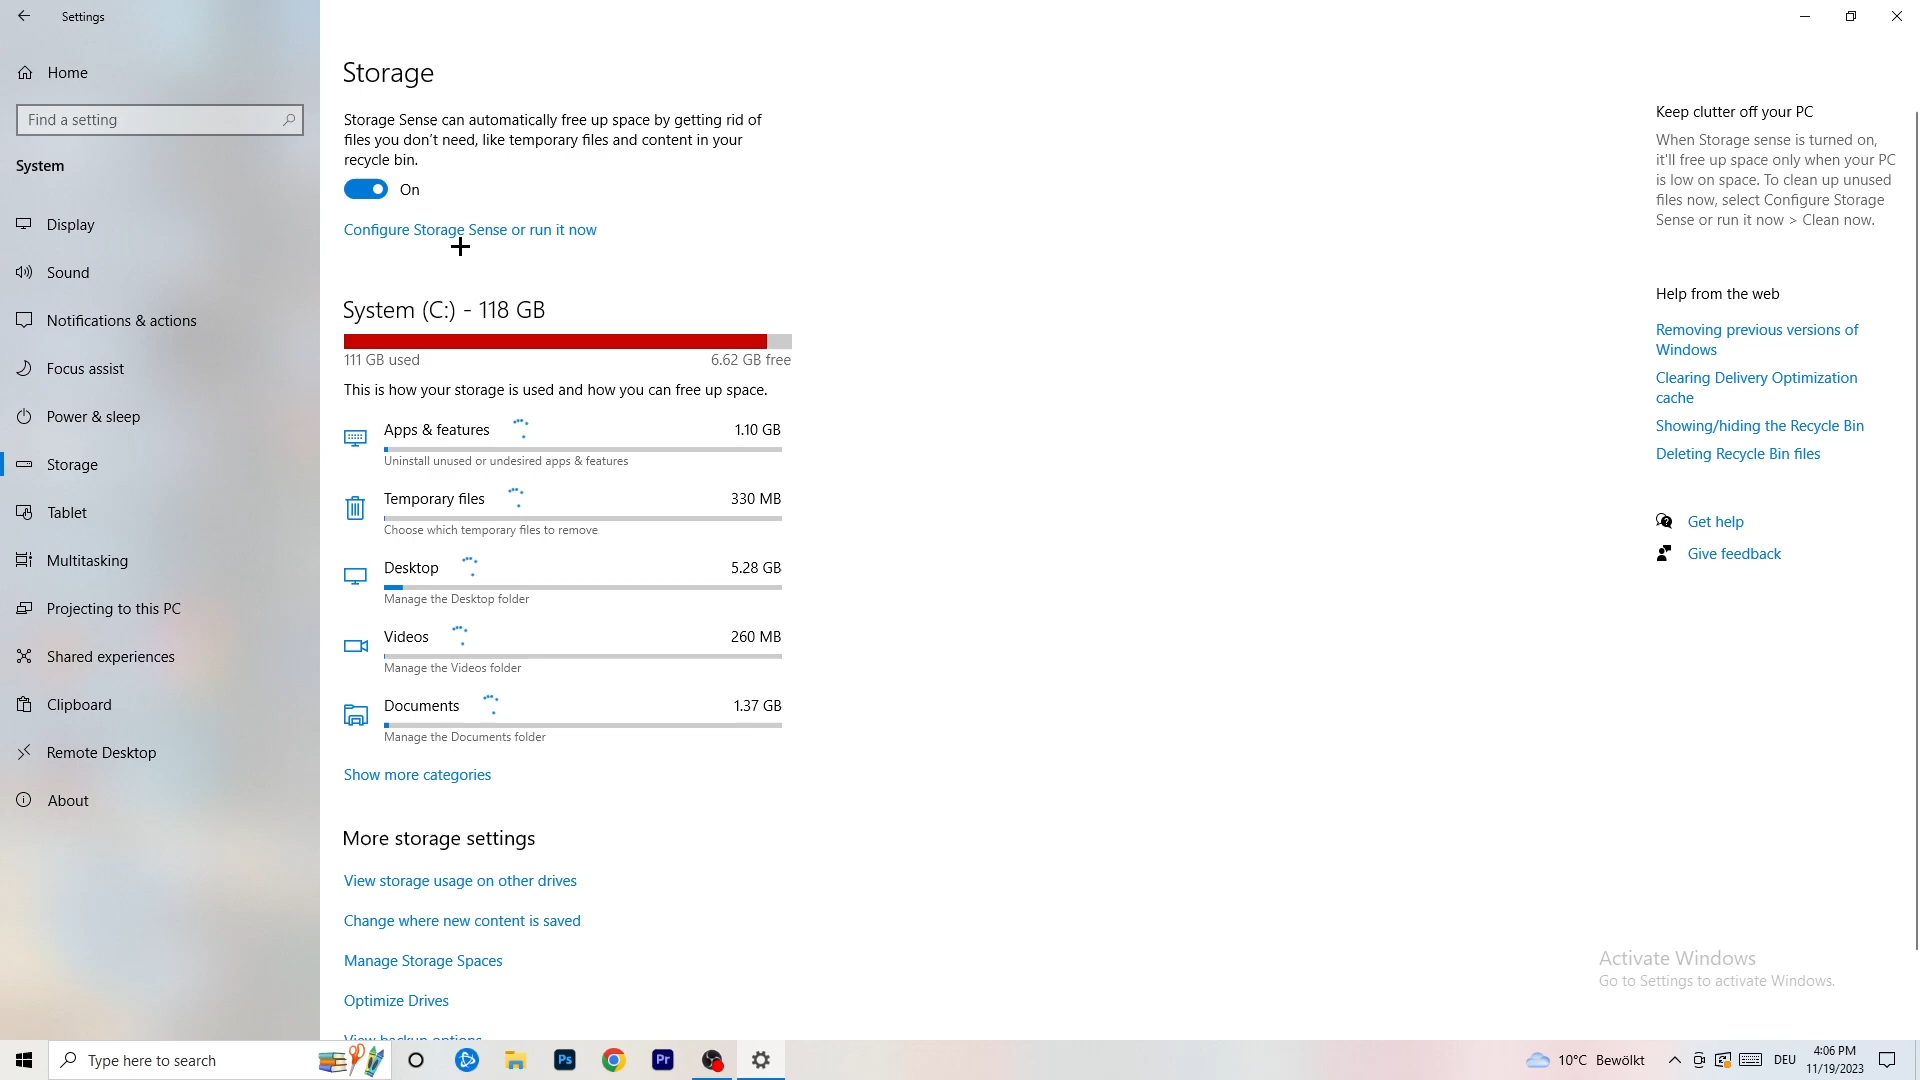 Settings
Home
Find a setting
System
Display
Sound
Notifications & actions
Focus assist
Power & sleep
Storage
Tablet
Multitasking
Projecting to this PC
Shared experiences
Clipboard
Remote Desktop
About
Storage
Storage Sense can automatically free up space by getting rid of
files you don't need, like temporary files and content in your
recycle bin.
On
Configure Storage Sense or run it now
System (C:) - 118 GB
111 GB used 6.62 GB free
This is how your storage is used and how you can free up space.
Apps & features 1.10 GB
Uninstall unused or undesired apps & features
Temporary files 330 MB
Choose which temporary files to remove
Desktop 5.28 GB
Manage the Desktop folder
Videos 260 MB
Manage the Videos folder
Documents 1.37 GB
Manage the Documents folder
Show more categories
More storage settings
View storage usage on other drives
Change where new content is saved
Manage Storage Spaces
Optimize Drives
View backup options
Keep clutter off your PC
When Storage sense is turned on,
it'll free up space only when your PC
is low on space. To clean up unused
files now, select Configure Storage
Sense or run it now > Clean now.
Help from the web
Removing previous versions of
Windows
Clearing Delivery Optimization
cache
Showing/hiding the Recycle Bin
Deleting Recycle Bin files
Get help
Give feedback
Activate Windows
Go to Settings to activate Windows.
Type here to search
Ps
Pr
10°C Bewölkt
DEU
4:06 PM
11/19/2023